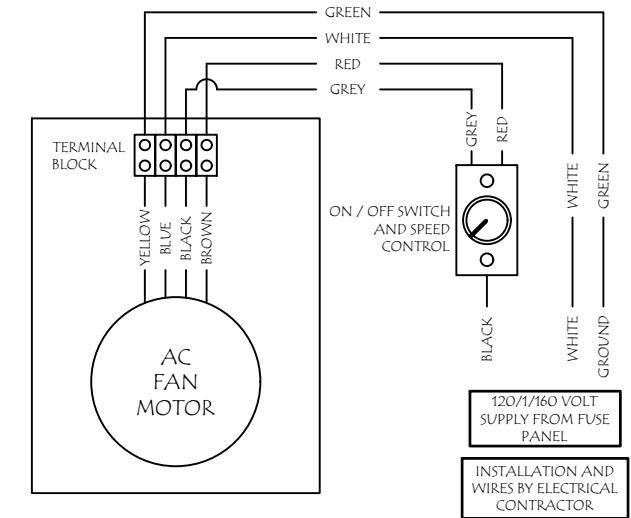 GREEN
WHITE
RED
GREY
TERMINAL
BLOCK
GREY
RED
WHITE
GREEN
ON / OFF SWITCH
AND SPEED
CONTROL
YELLOW
BLUE
BLACK
BROWN
AC
FAN
MOTOR
BLACK
WHITE
GROUND
120/1/160 VOLT
SUPPLY FROM FUSE
PANEL
INSTALLATION AND
WIRES BY ELECTRICAL
CONTRACTOR